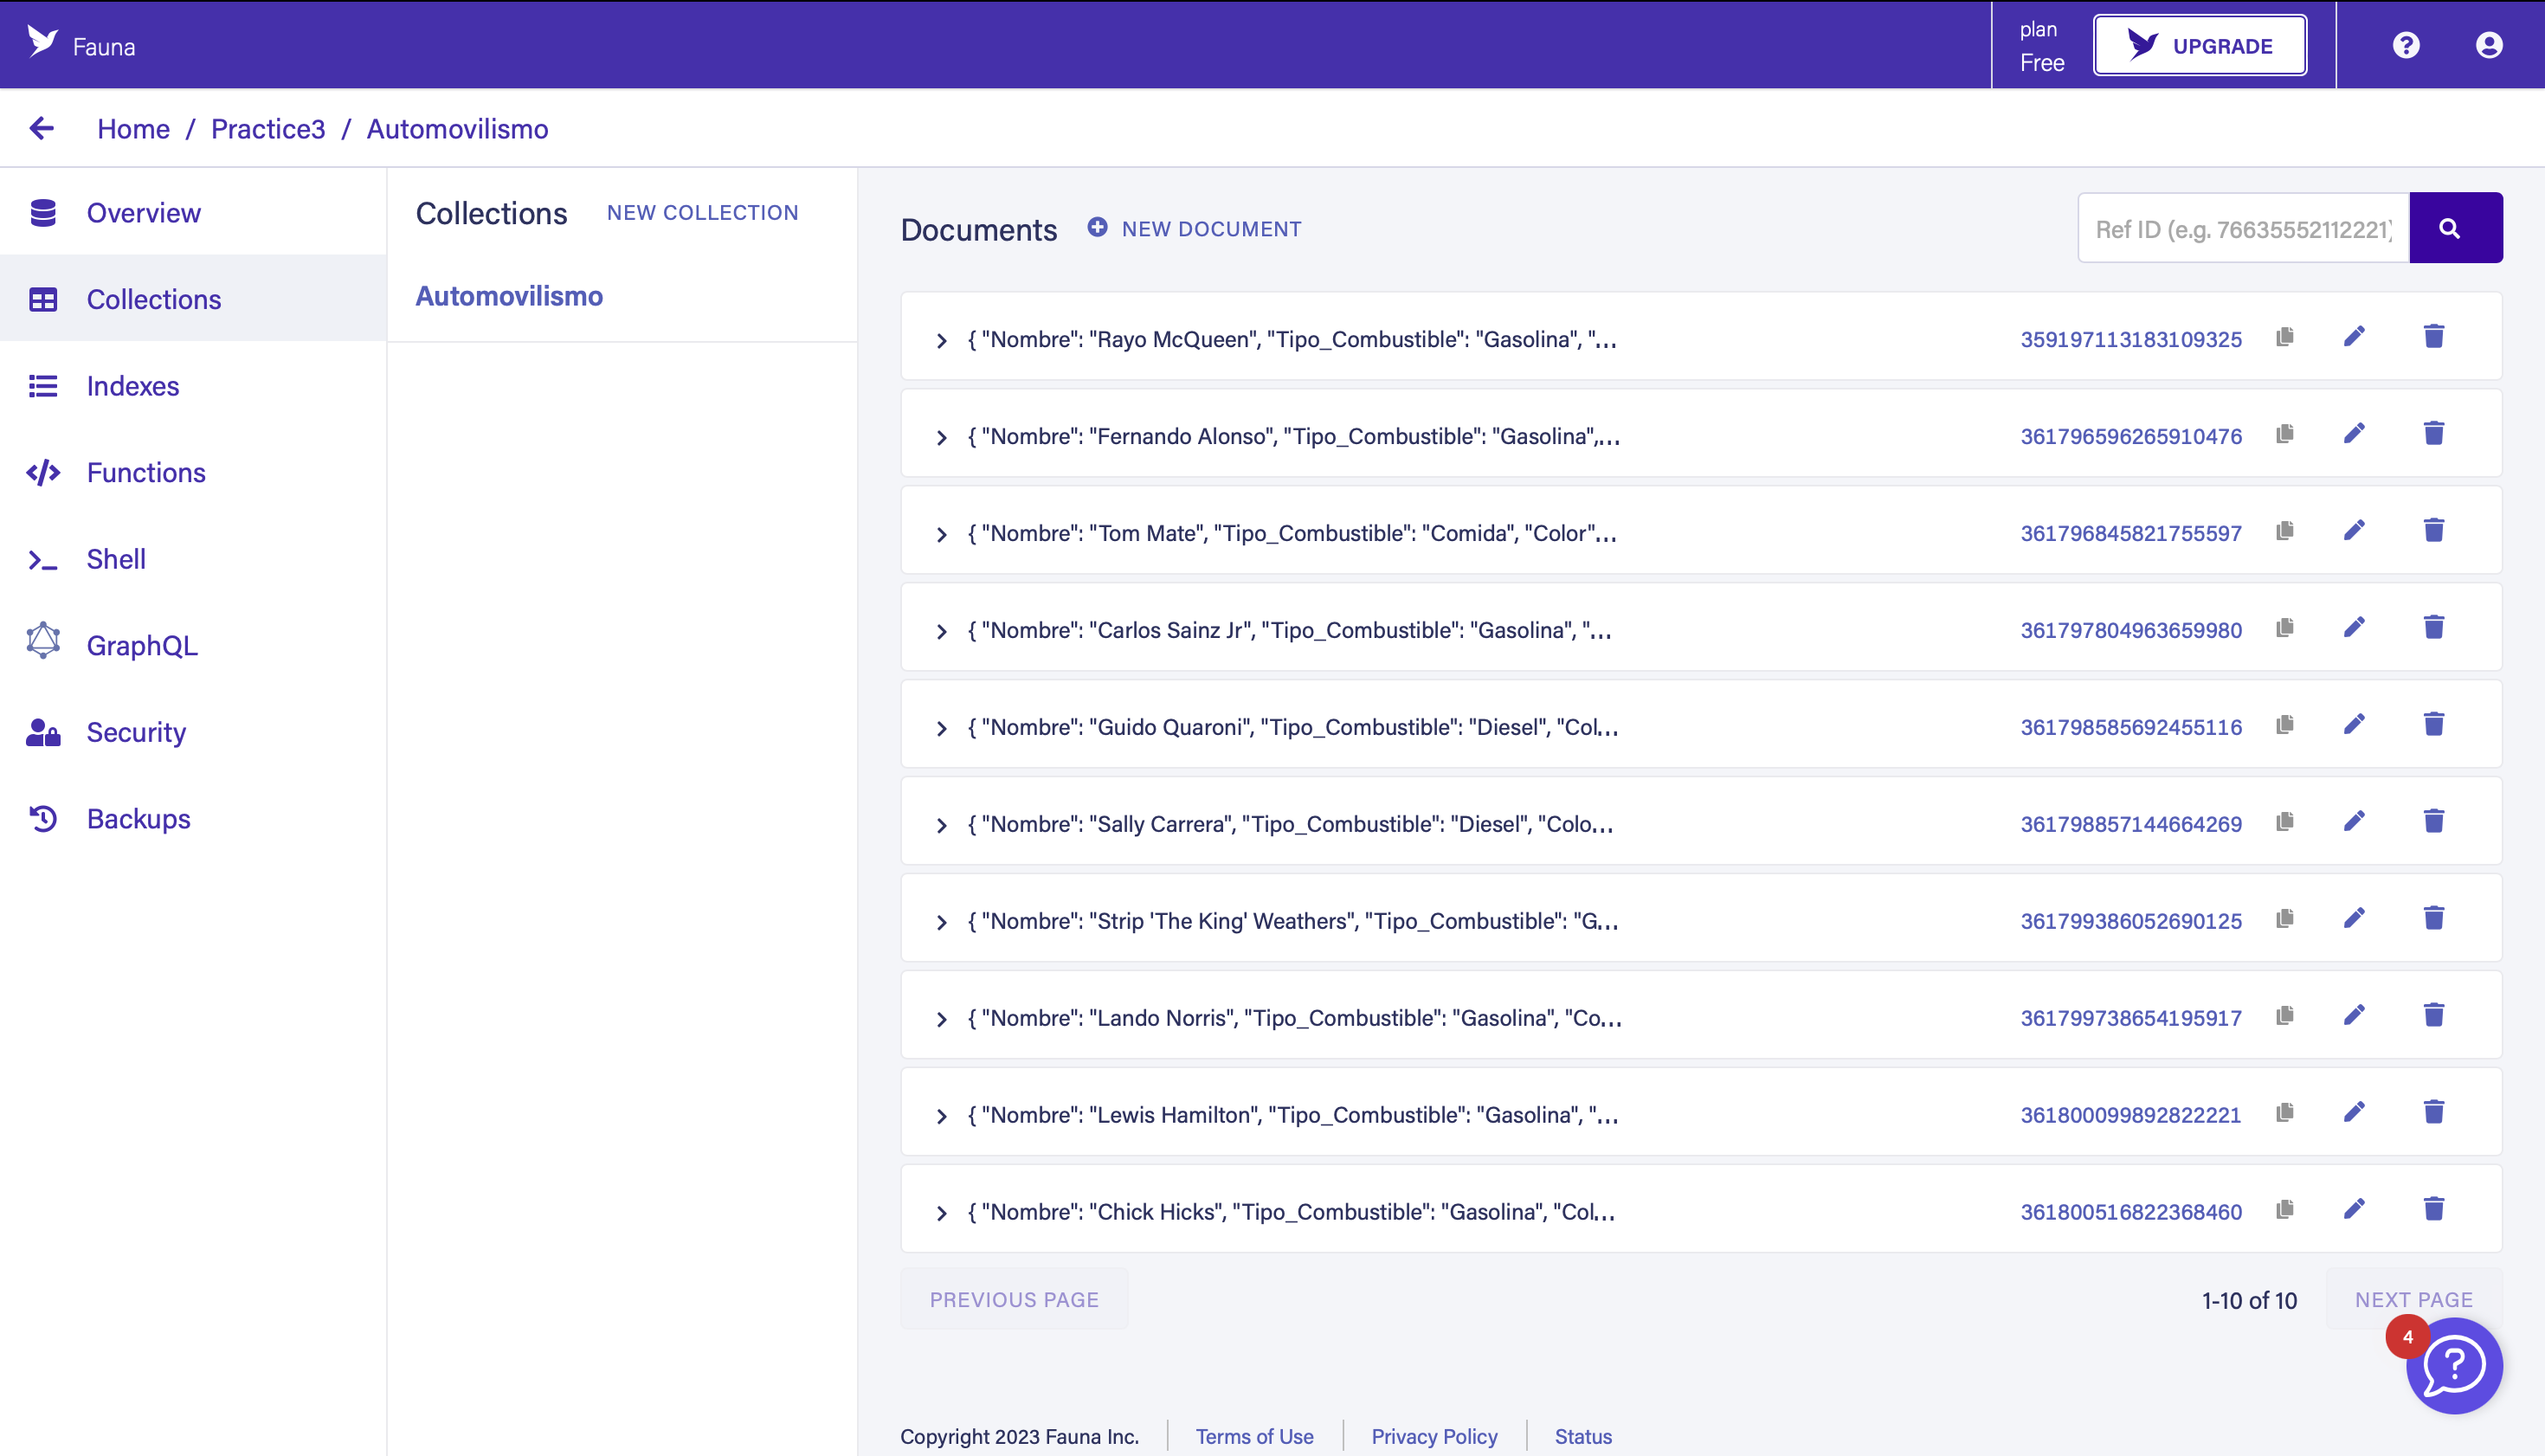 Fauna
plan
Free
UPGRADE
Home / Practice3 / Automovilismo
Overview
Collections
Indexes
Functions
Shell
GraphQL
Security
Backups
Collections NEW COLLECTION
Automovilismo
Documents NEW DOCUMENT
Ref ID (e.g. 76635552112221)
{ "Nombre": "Rayo McQueen", "Tipo_Combustible": "Gasolina", "... 359197113183109325
{ "Nombre": "Fernando Alonso", "Tipo_Combustible": "Gasolina",... 361796596265910476
{ "Nombre": "Tom Mate", "Tipo_Combustible": "Comida", "Color"... 361796845821755597
{ "Nombre": "Carlos Sainz Jr", "Tipo_Combustible": "Gasolina", "... 361797804963659980
{ "Nombre": "Guido Quaroni", "Tipo_Combustible": "Diesel", "Col... 361798585692455116
{ "Nombre": "Sally Carrera", "Tipo_Combustible": "Diesel", "Colo... 361798857144664269
{ "Nombre": "Strip 'The King' Weathers", "Tipo_Combustible": "G... 361799386052690125
{ "Nombre": "Lando Norris", "Tipo_Combustible": "Gasolina", "Co... 361799738654195917
{ "Nombre": "Lewis Hamilton", "Tipo_Combustible": "Gasolina", "... 361800099892822221
{ "Nombre": "Chick Hicks", "Tipo_Combustible": "Gasolina", "Col... 361800516822368460
PREVIOUS PAGE
1-10 of 10
NEXT PAGE
4
Copyright 2023 Fauna Inc. Terms of Use Privacy Policy Status